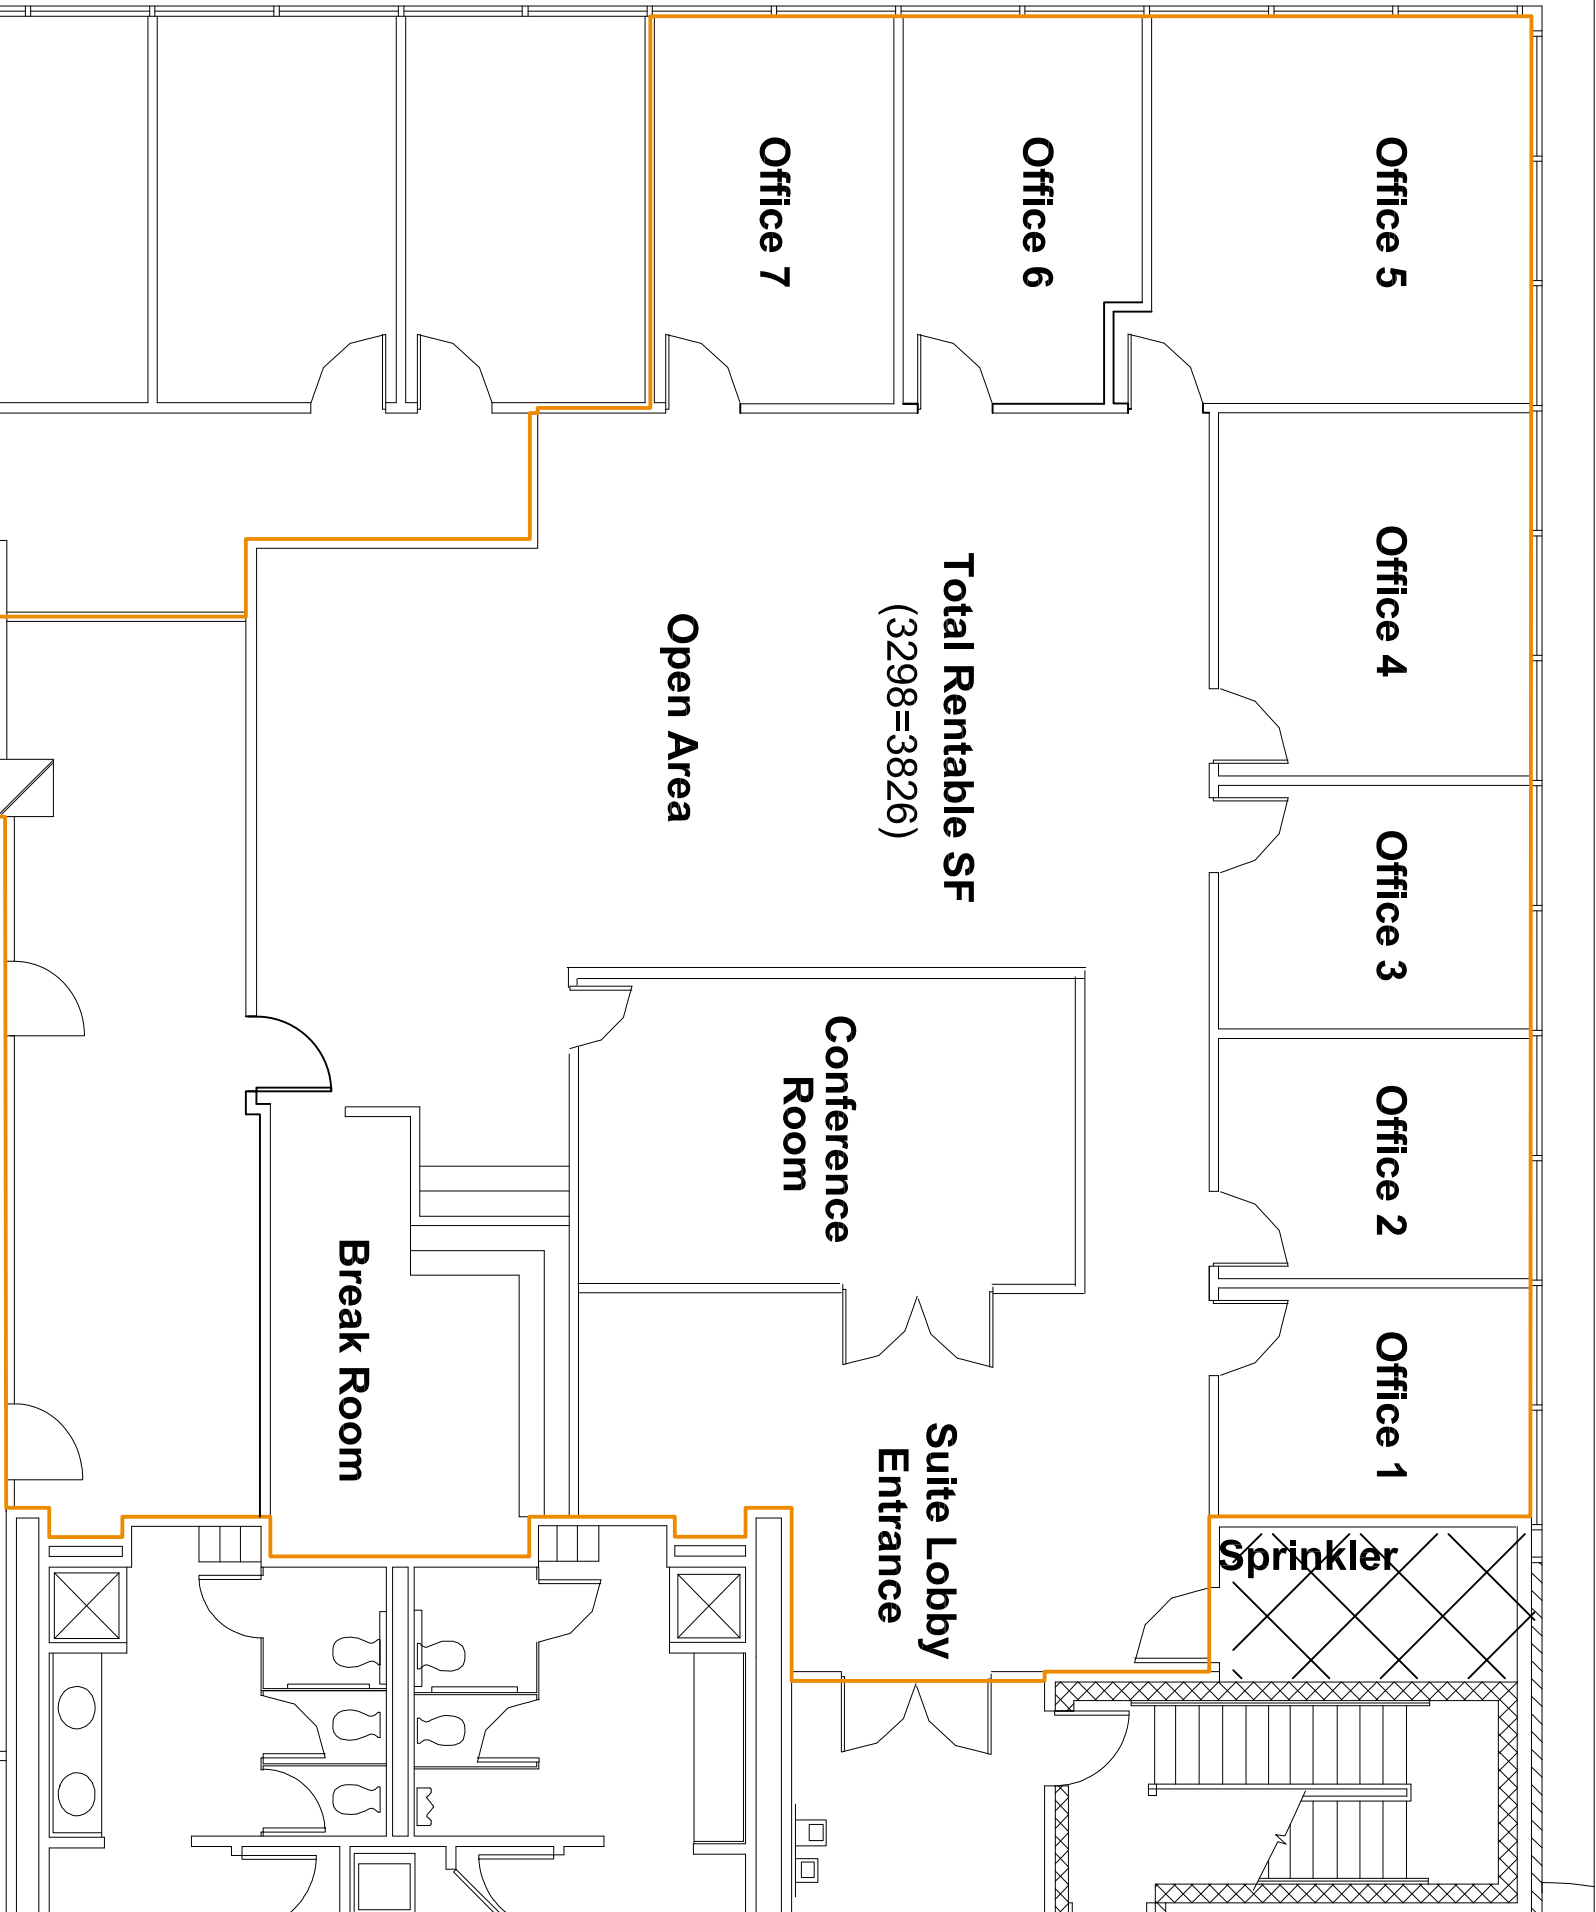 Office 7
Office 6
Office 5
Office 4
Total Rentable SF
(3298=3826)
Open Area
Office 3
Conference
Room
Office 2
Break Room
Office 1
Suite Lobby
Entrance
Sprinkler